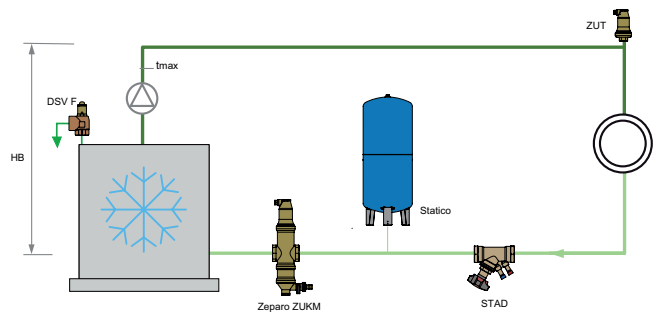 ZUT
tmax
DSV F
HB
Statico
Zeparo ZUKM
STAD